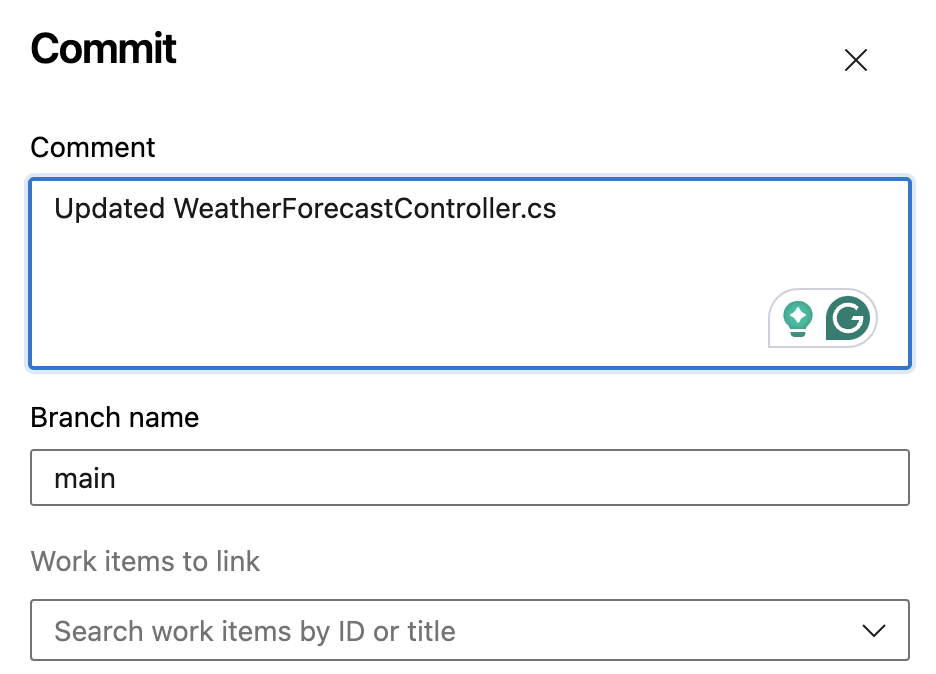 Commit
Comment
Updated WeatherForecastController.cs
Branch name
main
Work items to link
Search work items by ID or title